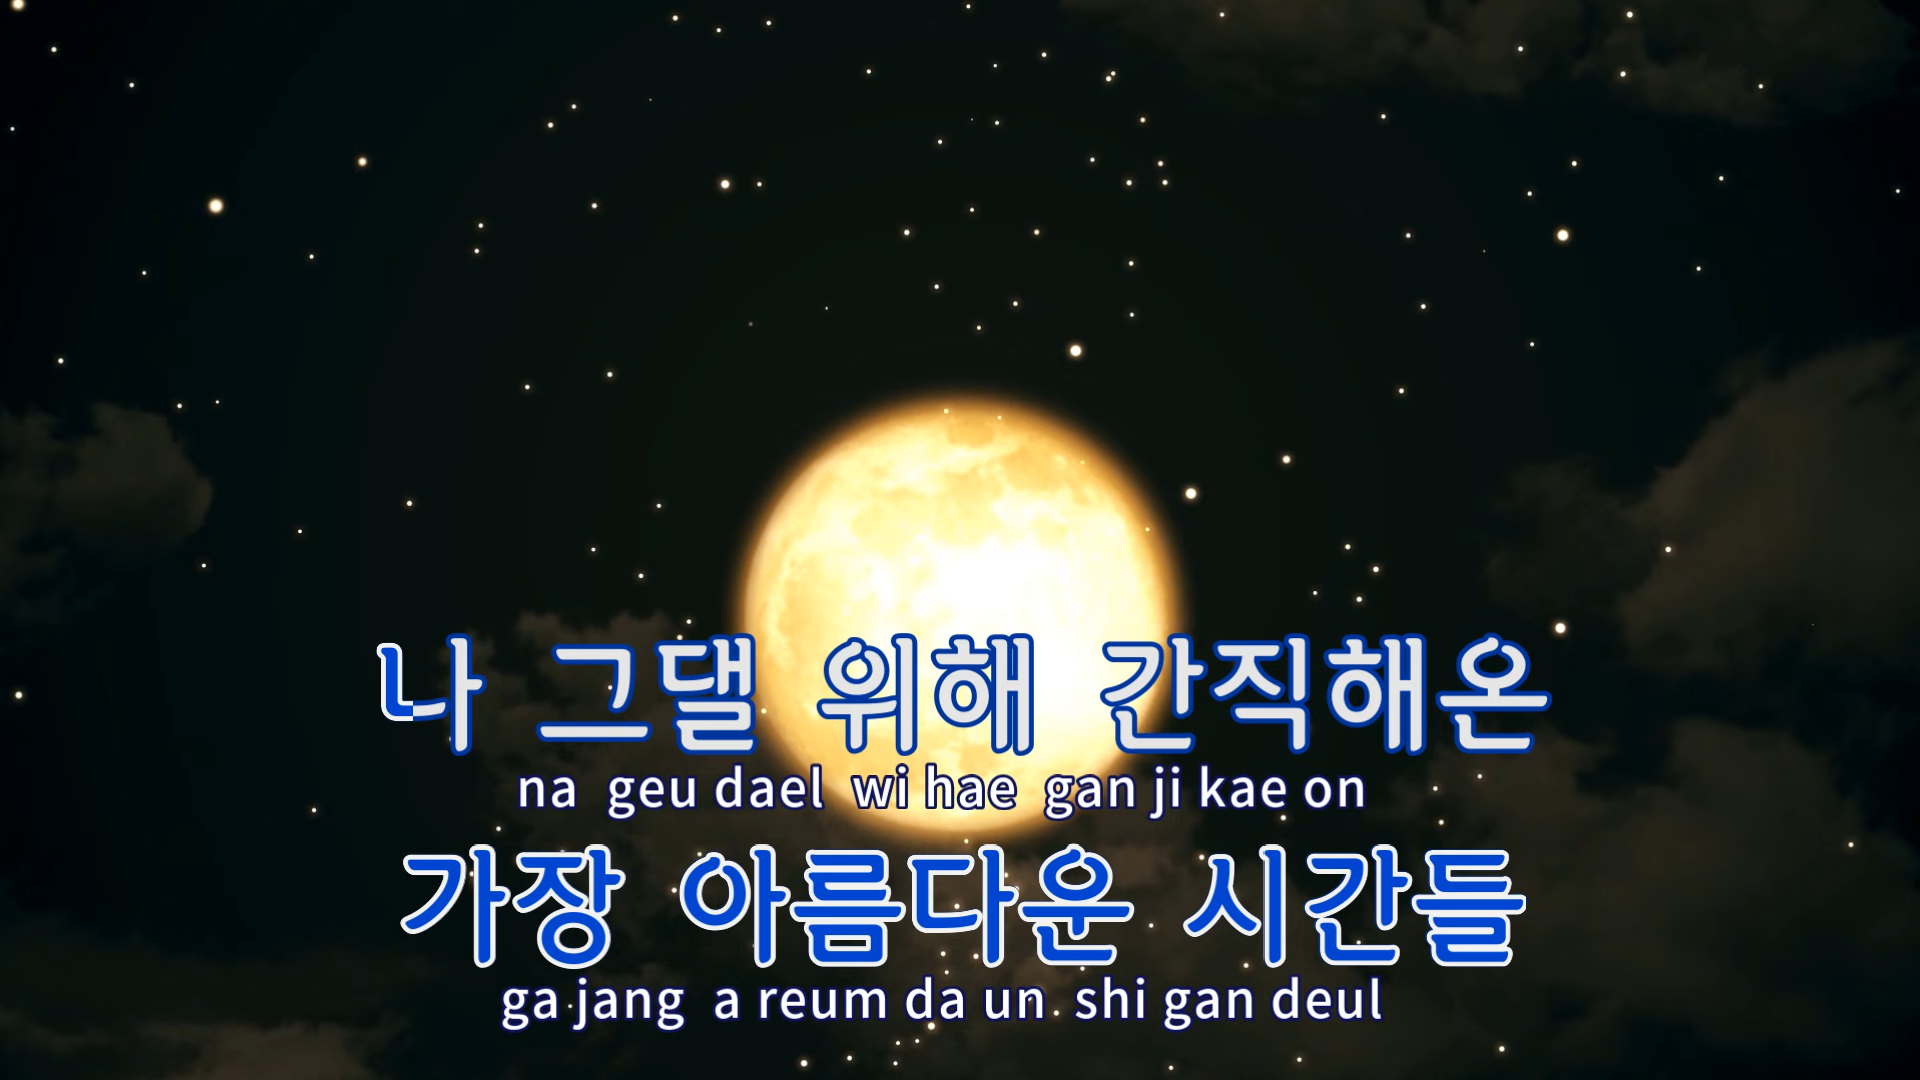 나 그댈 위해 간직해온
na geu dael wi hae gan ji kae on
가장 아름다운 시간들
ga jang a reum da un shi gan deul